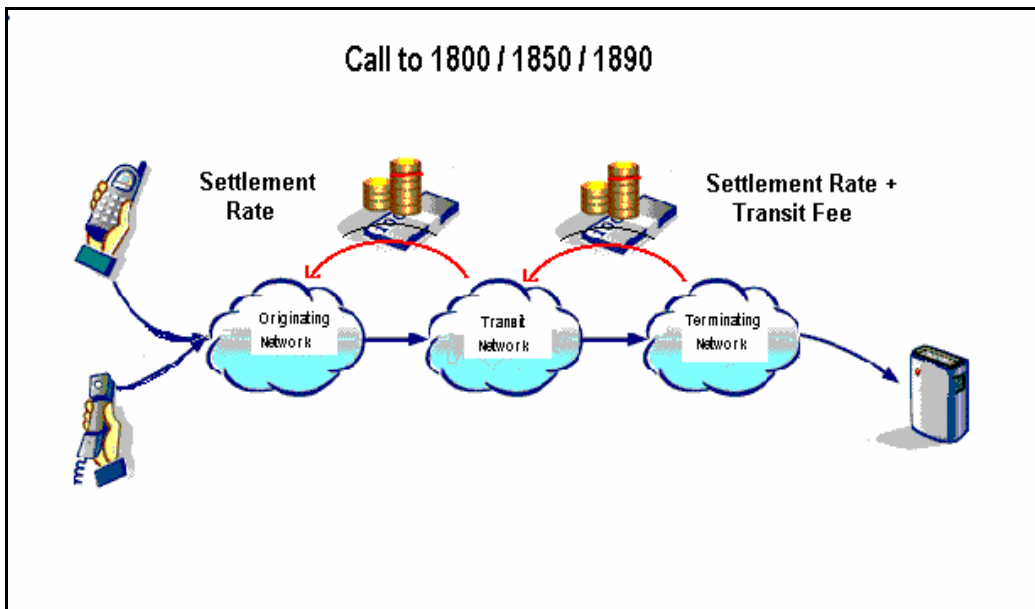 Call to 1800 / 1850 / 1890
Settlement
Rate
Settlement Rate +
Transit Fee
Originating
Network
Transit
Network
Terminating
Network